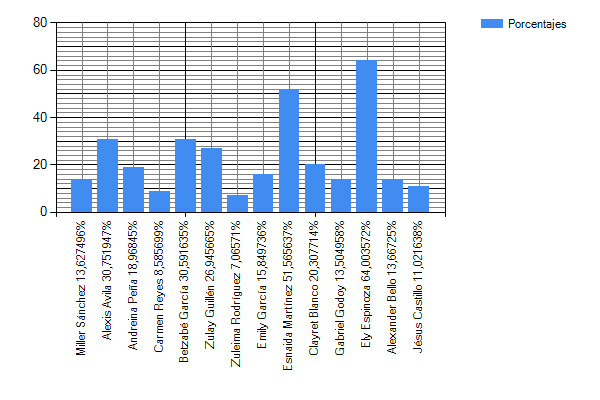 Porcentajes
80
60
40
20
0
Miller Sánchez 13,627496%
Alexis Avila 30,751947%
Andreina Peña 18,96845%
Carmen Reyes 8,585699%
Betzabé García 30,591635%
Zulay Guillén 26,945665%
Zuleima Rodríguez 7,06571%
Emily García 15,849736%
Esnaida Martínez 51,565637%
Clayret Blanco 20,307714%
Gabriel Godoy 13,504958%
Ely Espinoza 64,003572%
Alexander Bello 13,66725%
Jésus Castillo 11,021638%